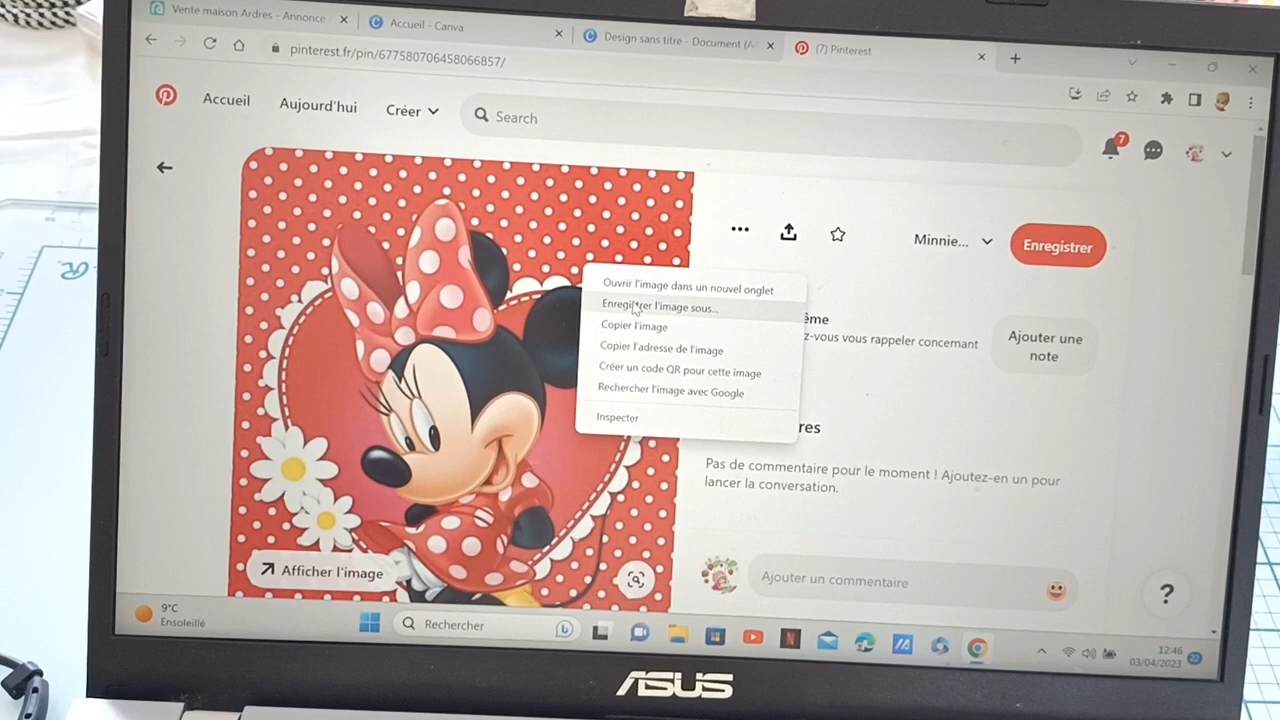 Vente maison Ardres - Annonce
Accueil - Canva
Design sans titre - Document (A
(7) Pinterest
pinterest.fr/pin/677580706458066857/
Accueil
Aujourd'hui
Créer
Search
7
Minnie...
Enregistrer
Ouvrir l'image dans un nouvel onglet
Enregistrer l'image sous...
Copier l'image
Copier l'adresse de l'image
Créer un code QR pour cette image
Rechercher l'image avec Google
Inspecter
ème
z-vous vous rappeler concernant
Ajouter une
note
res
Pas de commentaire pour le moment ! Ajoutez-en un pour
lancer la conversation.
Afficher l'image
Ajouter un commentaire
?
9°C
Ensoleillé
Rechercher
12:46
03/04/2023
22
ASUS